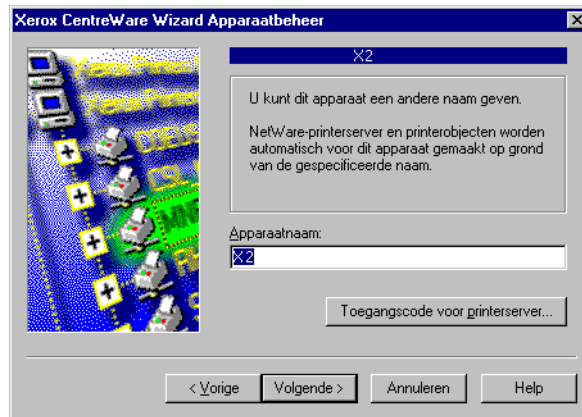 Xerox CentreWare Wizard Apparaatbeheer
X2
U kunt dit apparaat een andere naam geven.
NetWare-printerserver en printerobjecten worden
automatisch voor dit apparaat gemaakt op grond
van de gespecificeerde naam.
Apparaatnaam:
X2
Toegangscode voor printerserver...
< Vorige
Volgende >
Annuleren
Help